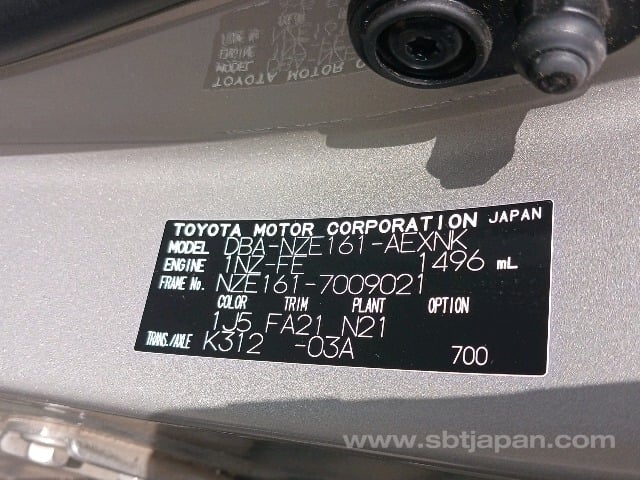 TOYOTA MOTOR CORPORATION JAPAN
MODEL DBA-NZE161-AEXNK
ENGINE 1NZ-FE 1496 mL
FRAME No. NZE161-7009021
COLOR TRIM PLANT OPTION
1J5 FA21 N21
TRANS./AXLE K312 -03A 700
www.sbtjapan.com